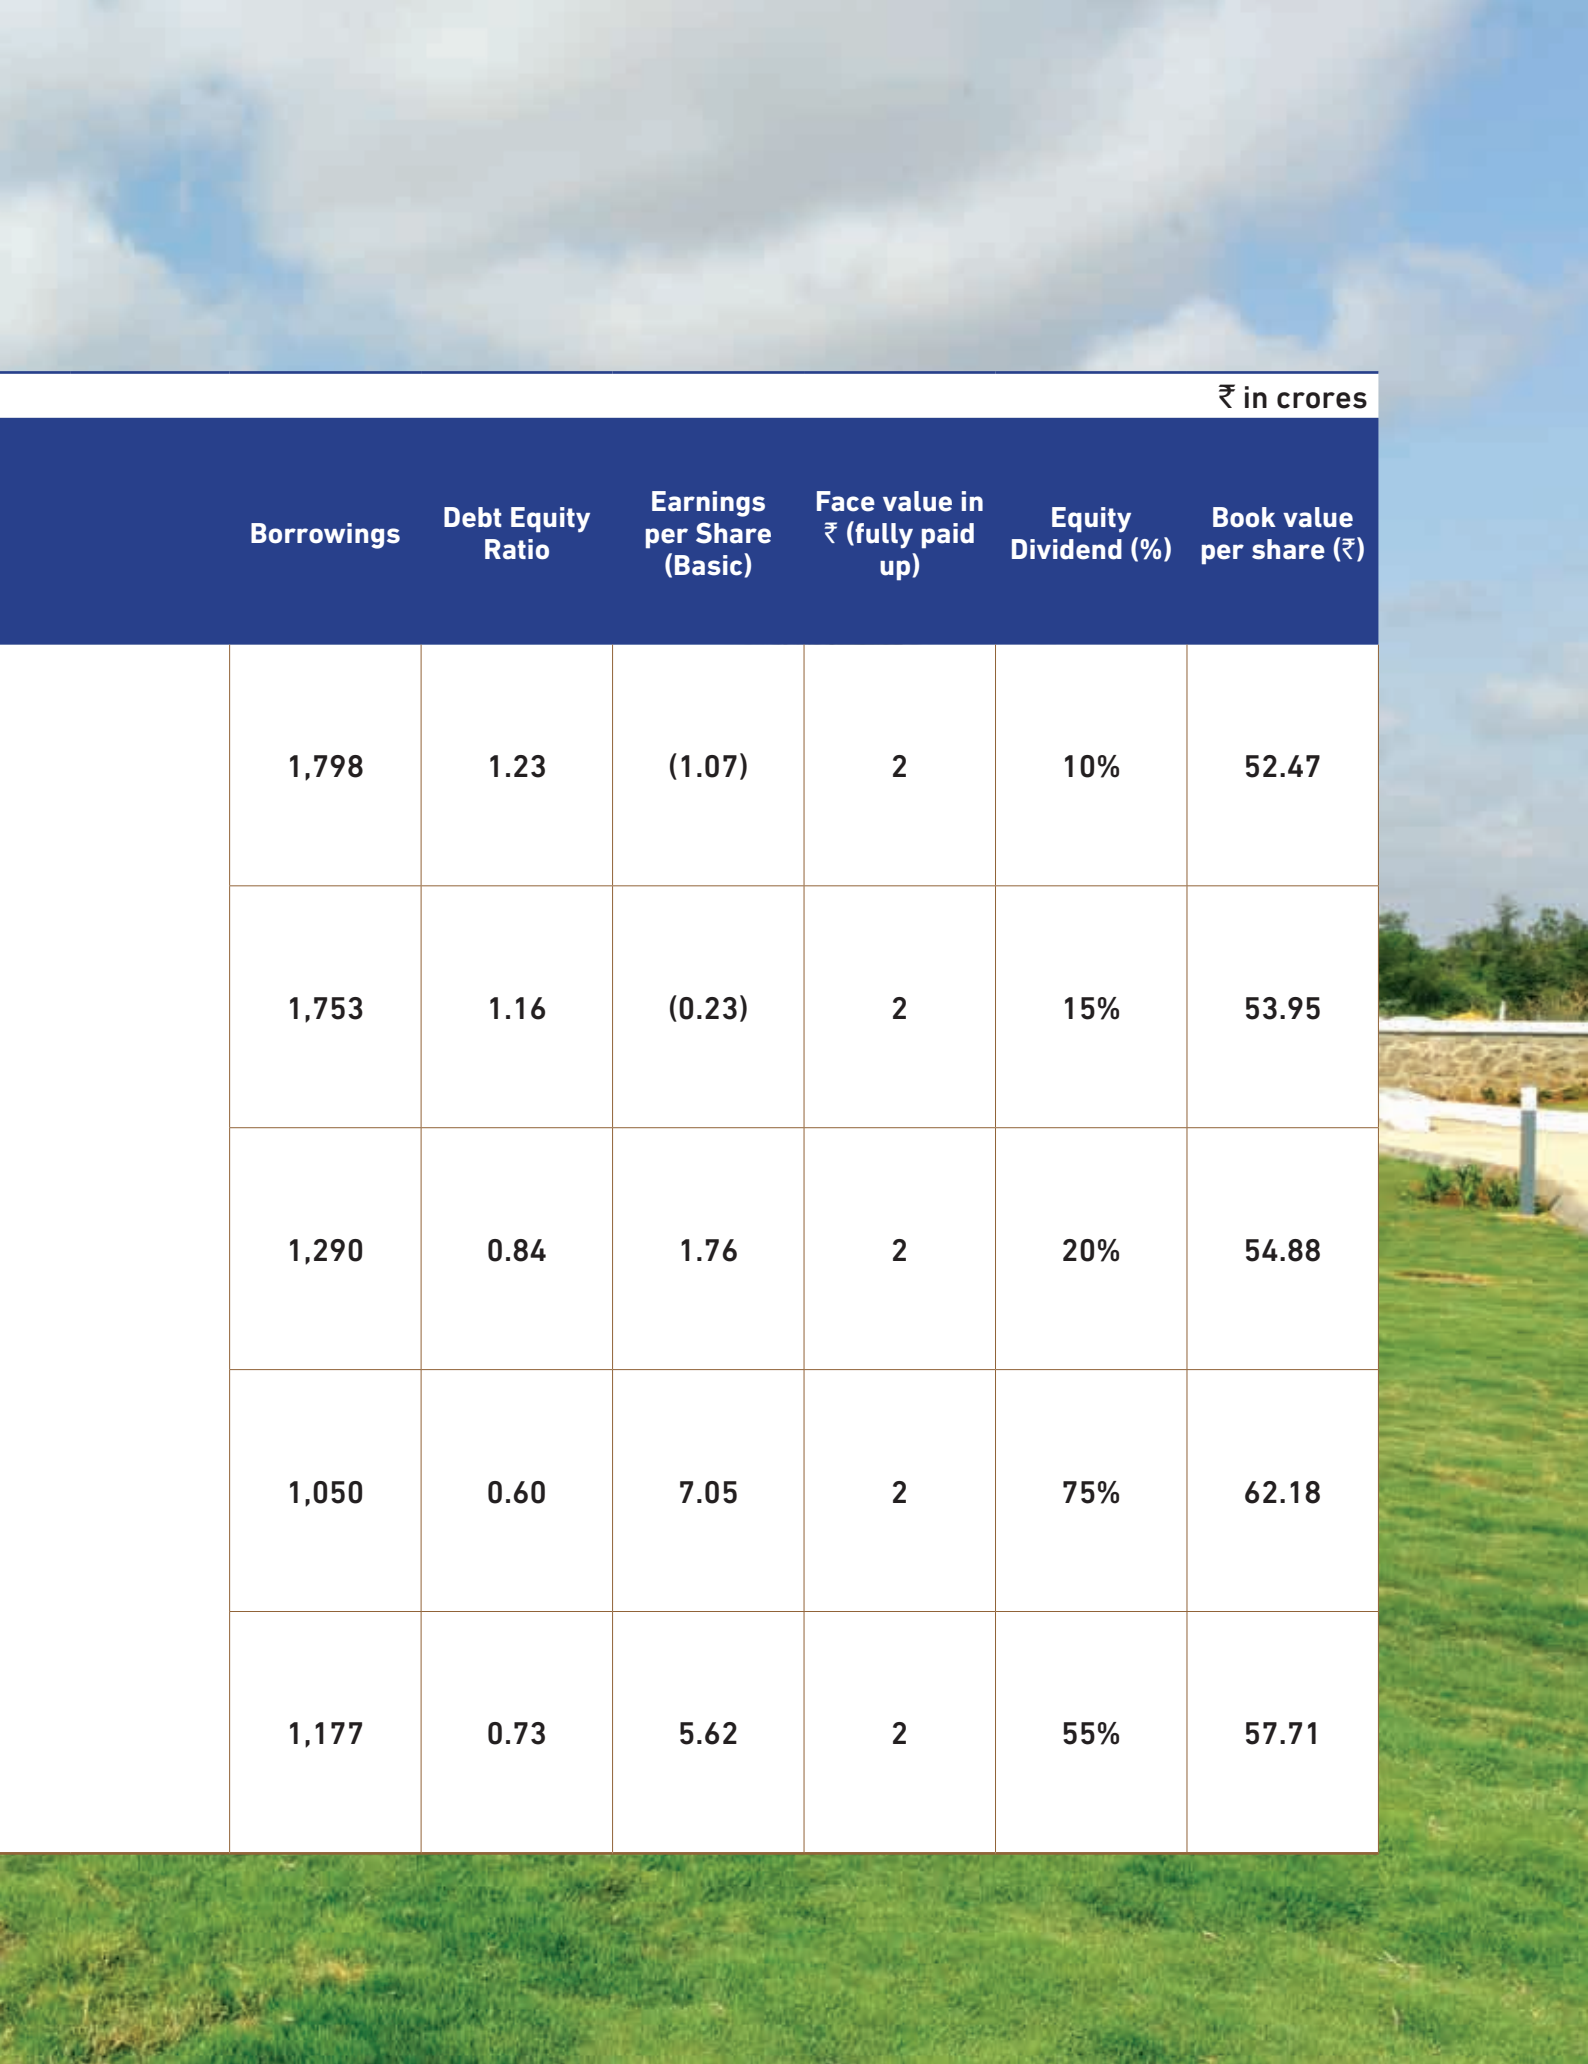 ₹ in crores
Borrowings
Debt Equity
Ratio
Earnings
per Share
(Basic)
Face value in
₹ (fully paid
up)
Equity
Dividend (%)
Book value
per share (₹)
1,798 1.23 (1.07) 2 10% 52.47
1,753 1.16 (0.23) 2 15% 53.95
1,290 0.84 1.76 2 20% 54.88
1,050 0.60 7.05 2 75% 62.18
1,177 0.73 5.62 2 55% 57.71